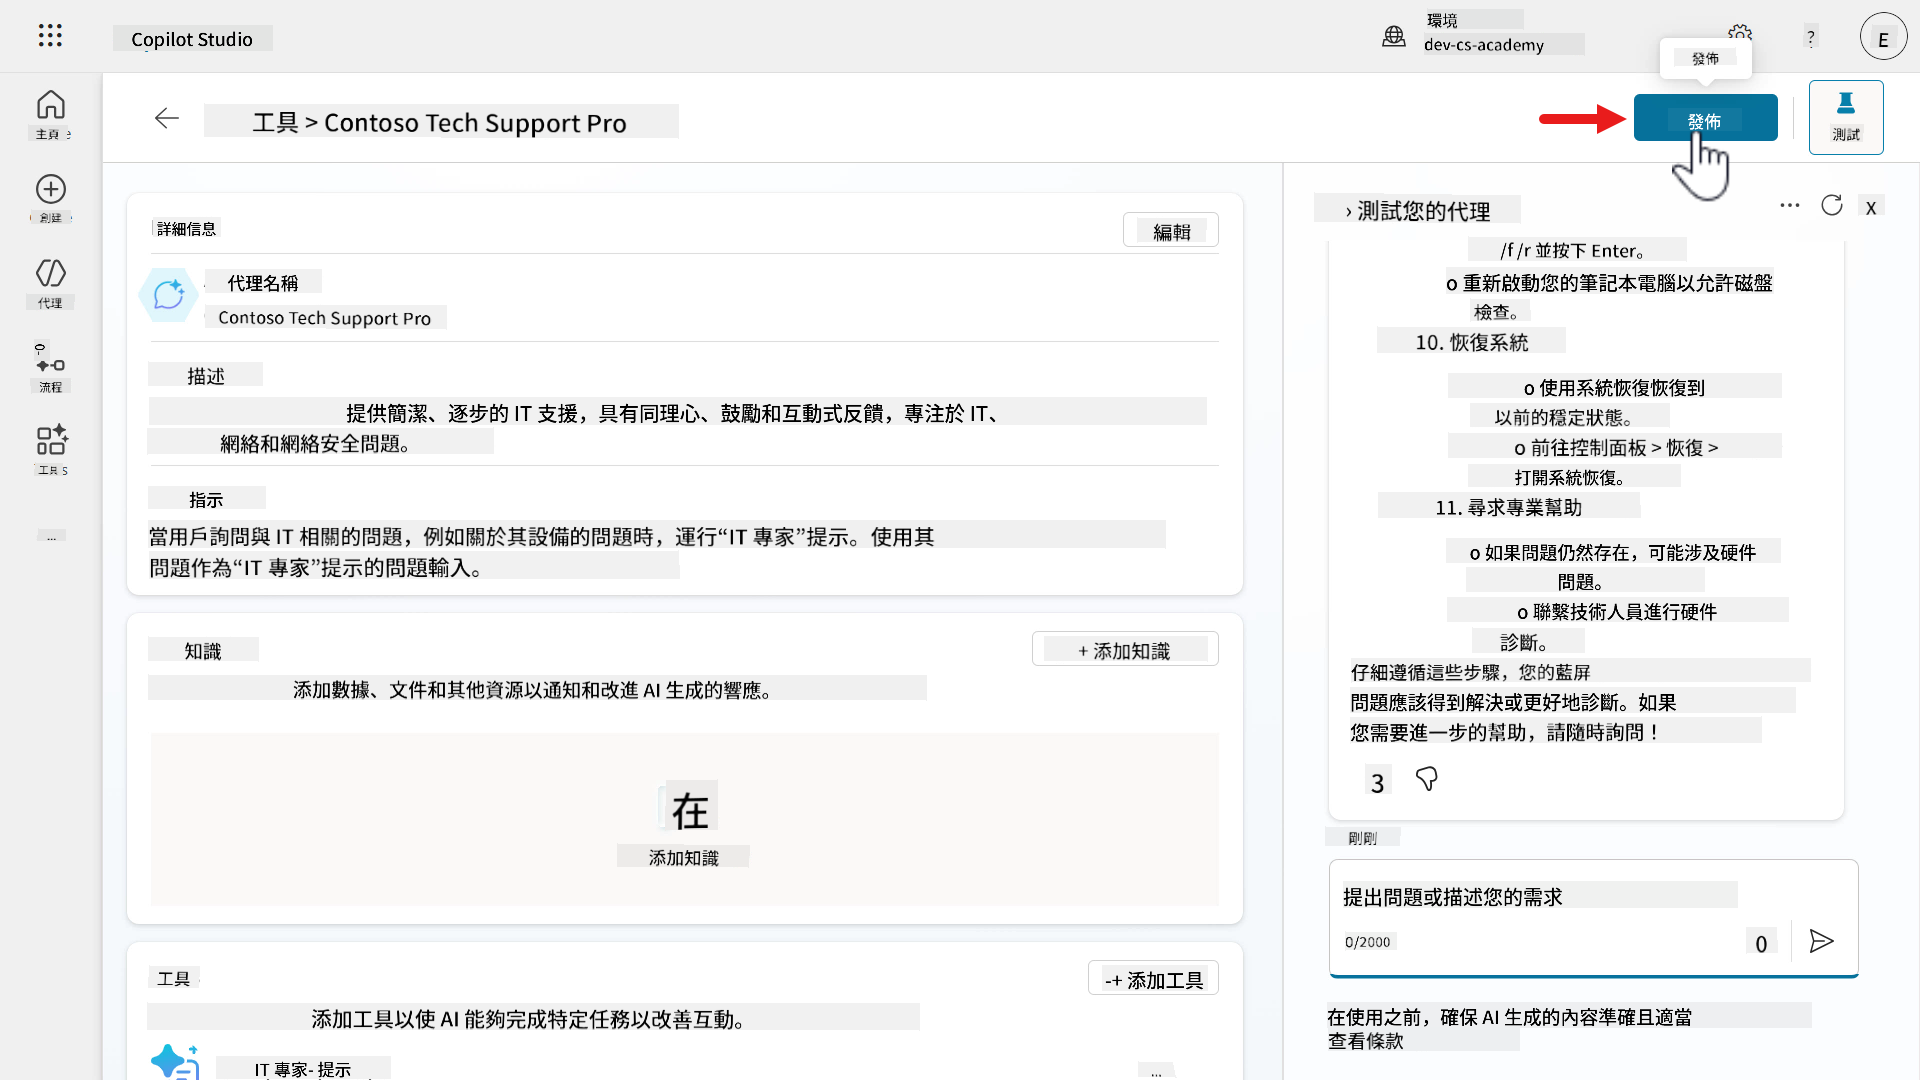 Copilot Studio
環境
dev-cs-academy
?
E
發佈
主頁
創建
代理
流程
工具 s
...
工具 > Contoso Tech Support Pro
發佈
測試
詳細信息
編輯
代理名稱
Contoso Tech Support Pro
描述
提供簡潔、逐步的 IT 支援，具有同理心、鼓勵和互動式反饋，專注於 IT、
網絡和網絡安全問題。
指示
當用戶詢問與 IT 相關的問題，例如關於其設備的問題時，運行“IT 專家”提示。使用其
問題作為“IT 專家”提示的問題輸入。
知識
+ 添加知識
添加數據、文件和其他資源以通知和改進 AI 生成的響應。
在
添加知識
工具
-+ 添加工具
添加工具以使 AI 能夠完成特定任務以改善互動。
IT 專家- 提示
...
› 測試您的代理
X
/f /r 並按下 Enter。
o 重新啟動您的筆記本電腦以允許磁盤
檢查。
10. 恢復系統
o 使用系統恢復恢復到
以前的穩定狀態。
o 前往控制面板 > 恢復 >
打開系統恢復。
11. 尋求專業幫助
o 如果問題仍然存在，可能涉及硬件
問題。
o 聯繫技術人員進行硬件
診斷。
仔細遵循這些步驟，您的藍屏
問題應該得到解決或更好地診斷。如果
您需要進一步的幫助，請隨時詢問！
3
剛剛
提出問題或描述您的需求
0/2000
0
在使用之前，確保 AI 生成的內容準確且適當
查看條款